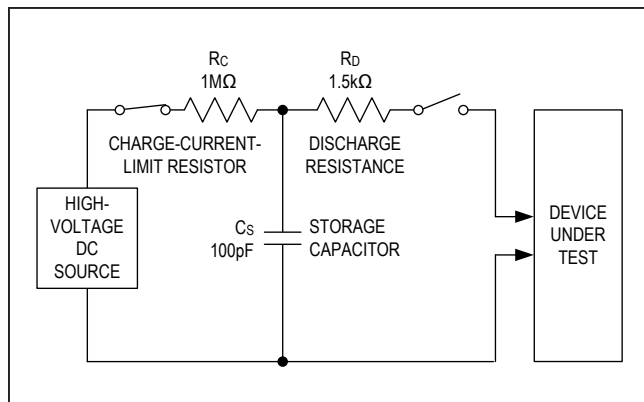 RC
1MΩ
RD
1.5kΩ
CHARGE-CURRENT-
LIMIT RESISTOR
DISCHARGE
RESISTANCE
HIGH-
VOLTAGE
DC
SOURCE
CS
100pF
STORAGE
CAPACITOR
DEVICE
UNDER
TEST